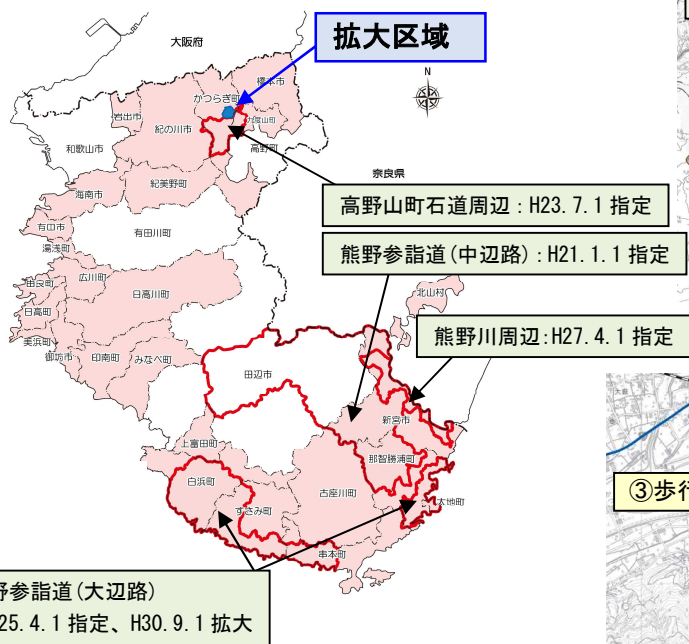 大阪府
拡大区域
N
橋本市
かつらぎ町
九度山町
岩出市
紀の川市
和歌山市
高野町
奈良県
紀美野町
海南市
高野山町石道周辺：H23.7.1 指定
有田市
有田川町
湯浅町
熊野参詣道(中辺路)：H21.1.1 指定
広川町
由良町
日高川町
北山村
日高町
熊野川周辺：H27.4.1 指定
美浜町
御坊市
印南町
みなべ町
田辺市
新宮市
上富田町
那智勝浦町
白浜町
古座川町
太地町
すさみ町
③歩行
串本町
野参詣道(大辺路)
25.4.1 指定、H30.9.1 拡大